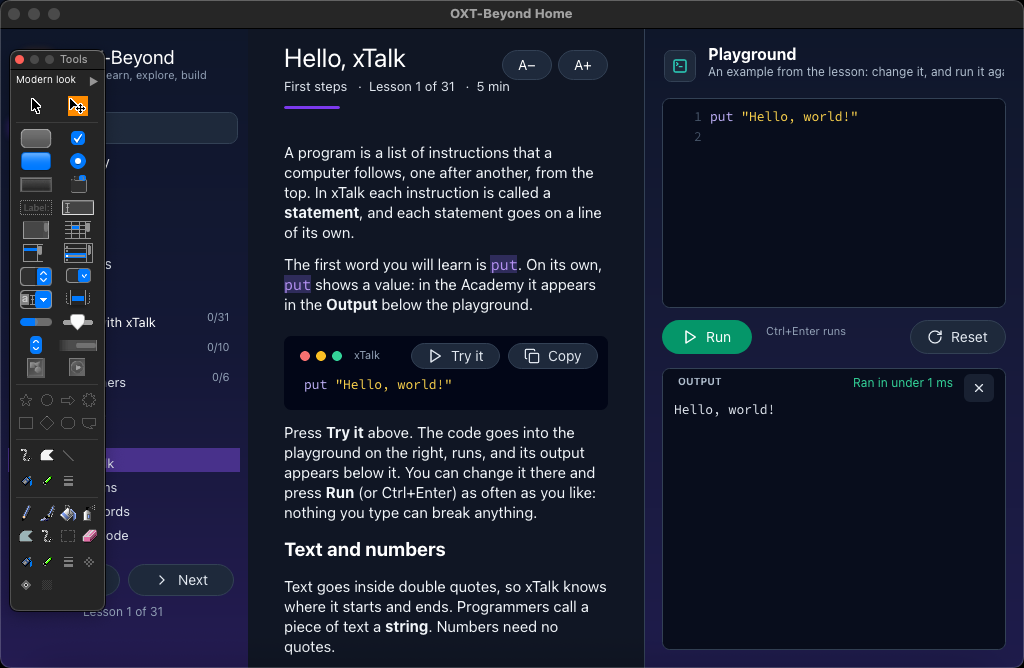 OXT-Beyond Home
Tools
Modern look
Label:
-Beyond
earn, explore, build
y
s
ith xTalk
0/31
0/10
ners
0/6
lk
ns
ords
ode
Next
Lesson 1 of 31
Hello, xTalk
A−
A+
First steps · Lesson 1 of 31 · 5 min
A program is a list of instructions that a
computer follows, one after another, from the
top. In xTalk each instruction is called a
statement, and each statement goes on a line
of its own.
The first word you will learn is put. On its own,
put shows a value: in the Academy it appears
in the Output below the playground.
xTalk
Try it
Copy
put "Hello, world!"
Press Try it above. The code goes into the
playground on the right, runs, and its output
appears below it. You can change it there and
press Run (or Ctrl+Enter) as often as you like:
nothing you type can break anything.
Text and numbers
Text goes inside double quotes, so xTalk knows
where it starts and ends. Programmers call a
piece of text a string. Numbers need no
quotes.
Playground
An example from the lesson: change it, and run it aga
1 put "Hello, world!"
2
Run
Ctrl+Enter runs
Reset
OUTPUT
Ran in under 1 ms
Hello, world!